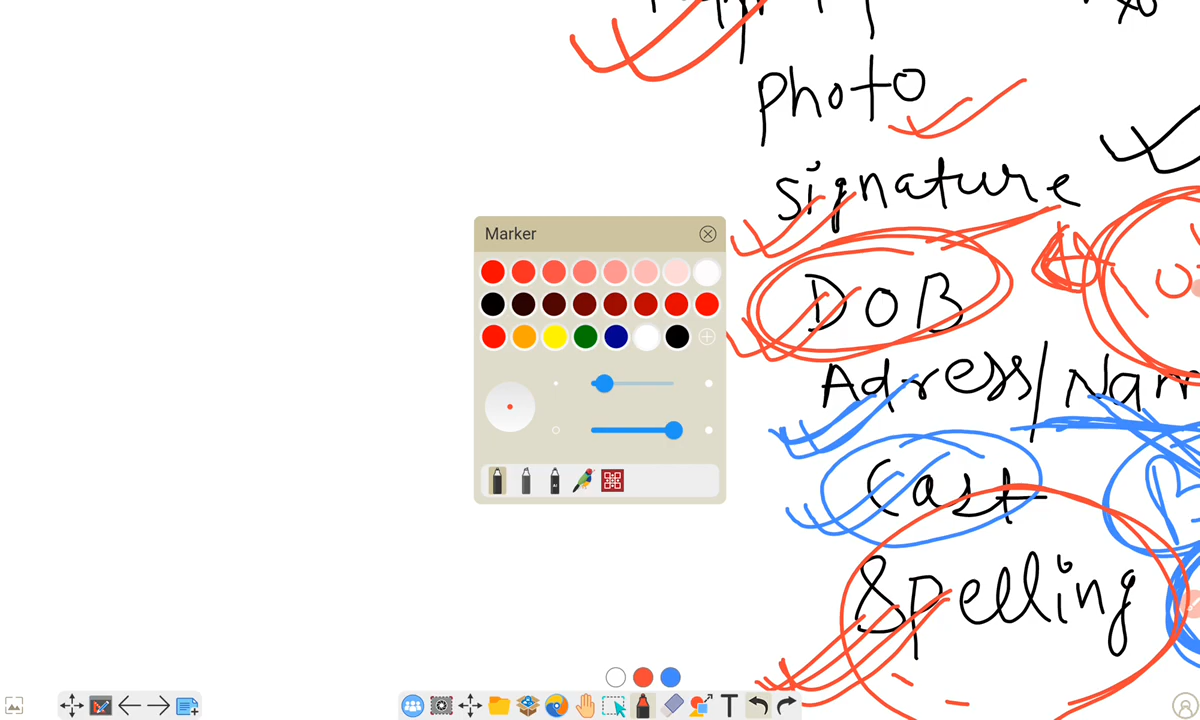 photo
signature
Marker
DOB
Adress/Nam
Cast
Spelling